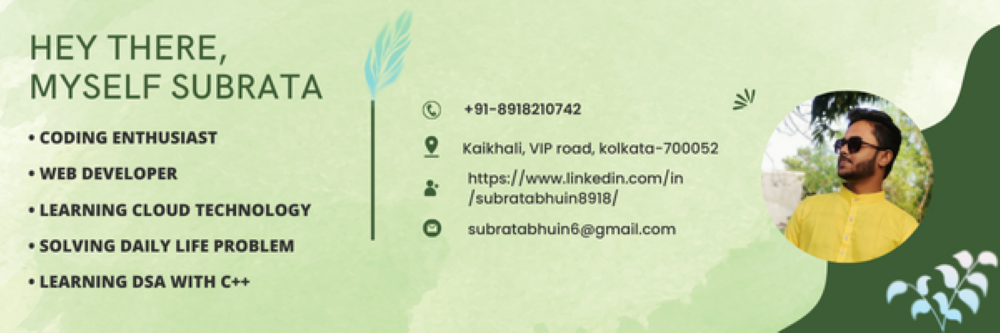 HEY THERE,
MYSELF SUBRATA
• CODING ENTHUSIAST
• WEB DEVELOPER
• LEARNING CLOUD TECHNOLOGY
• SOLVING DAILY LIFE PROBLEM
• LEARNING DSA WITH C++
+91-8918210742
Kaikhali, VIP road, kolkata-700052
https://www.linkedin.com/in
/subratabhuin8918/
subratabhuin6@gmail.com